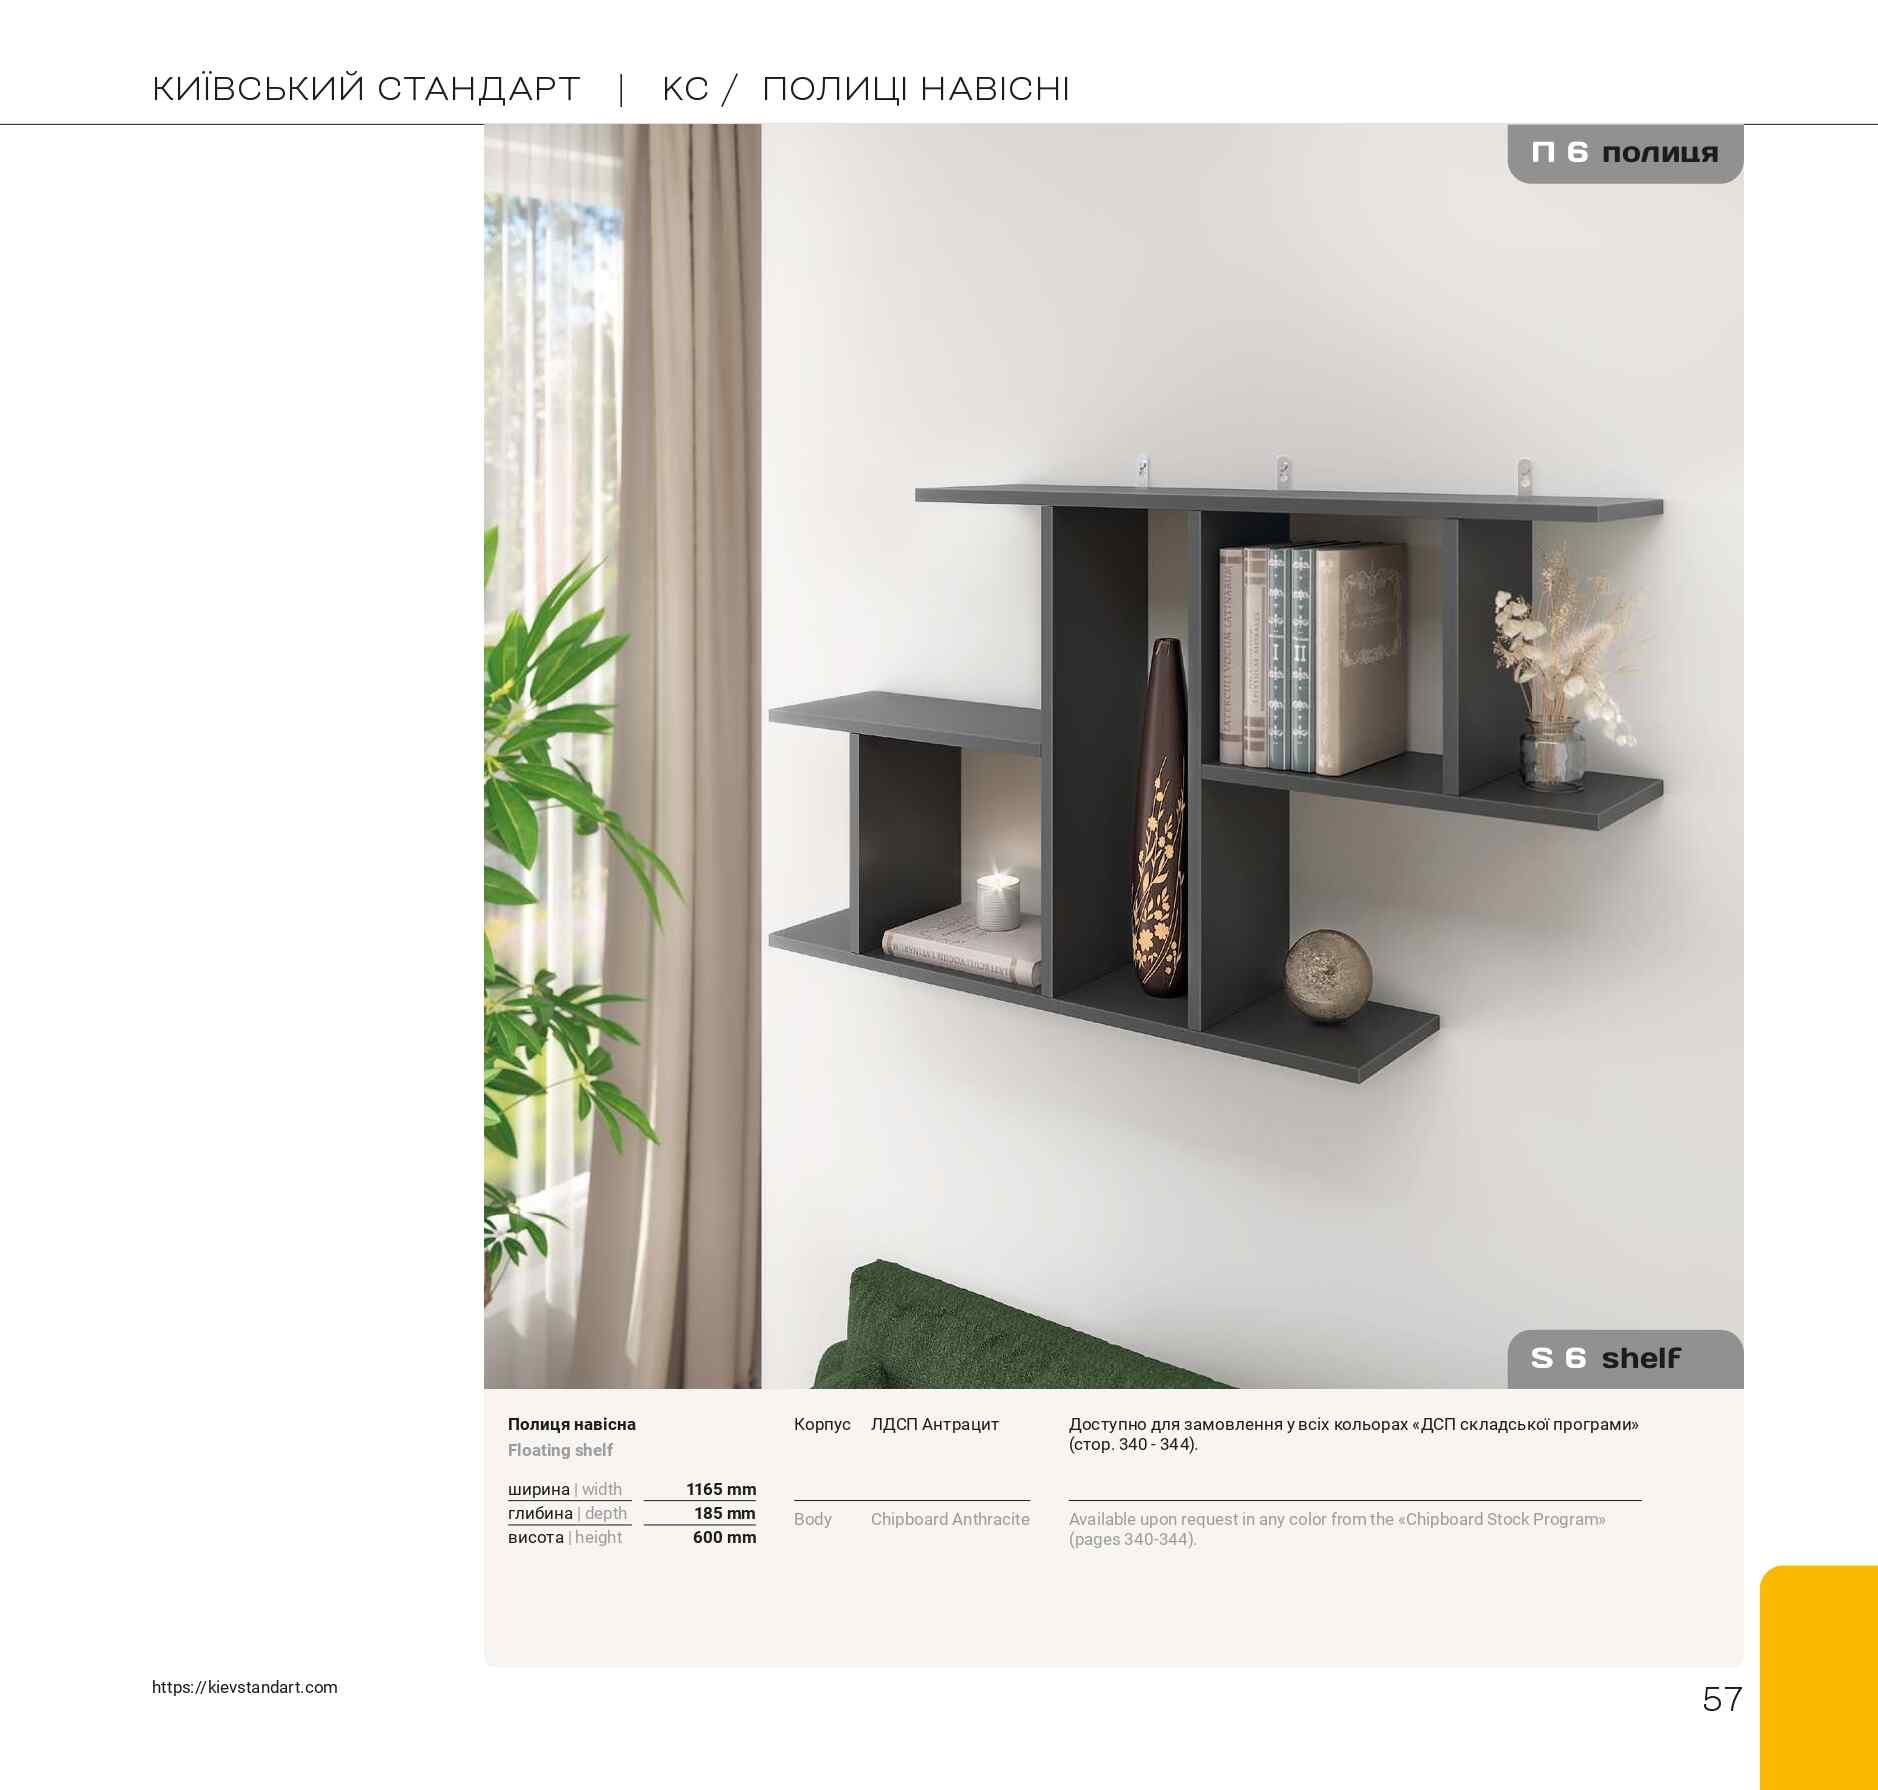 КИЇВСЬКИЙ СТАНДАРТ | КС / ПОЛИЦІ НАВІСНІ
П 6 полиця
I
II
S 6 shelf
Полиця навісна
Floating shelf
ширина | width 1165 mm
глибина | depth 185 mm
висота | height 600 mm
Корпус ЛДСП Антрацит
Body Chipboard Anthracite
Доступно для замовлення у всіх кольорах «ДСП складської програми»
(стор. 340 - 344).
Available upon request in any color from the «Chipboard Stock Program»
(pages 340-344).
https://kievstandart.com
57